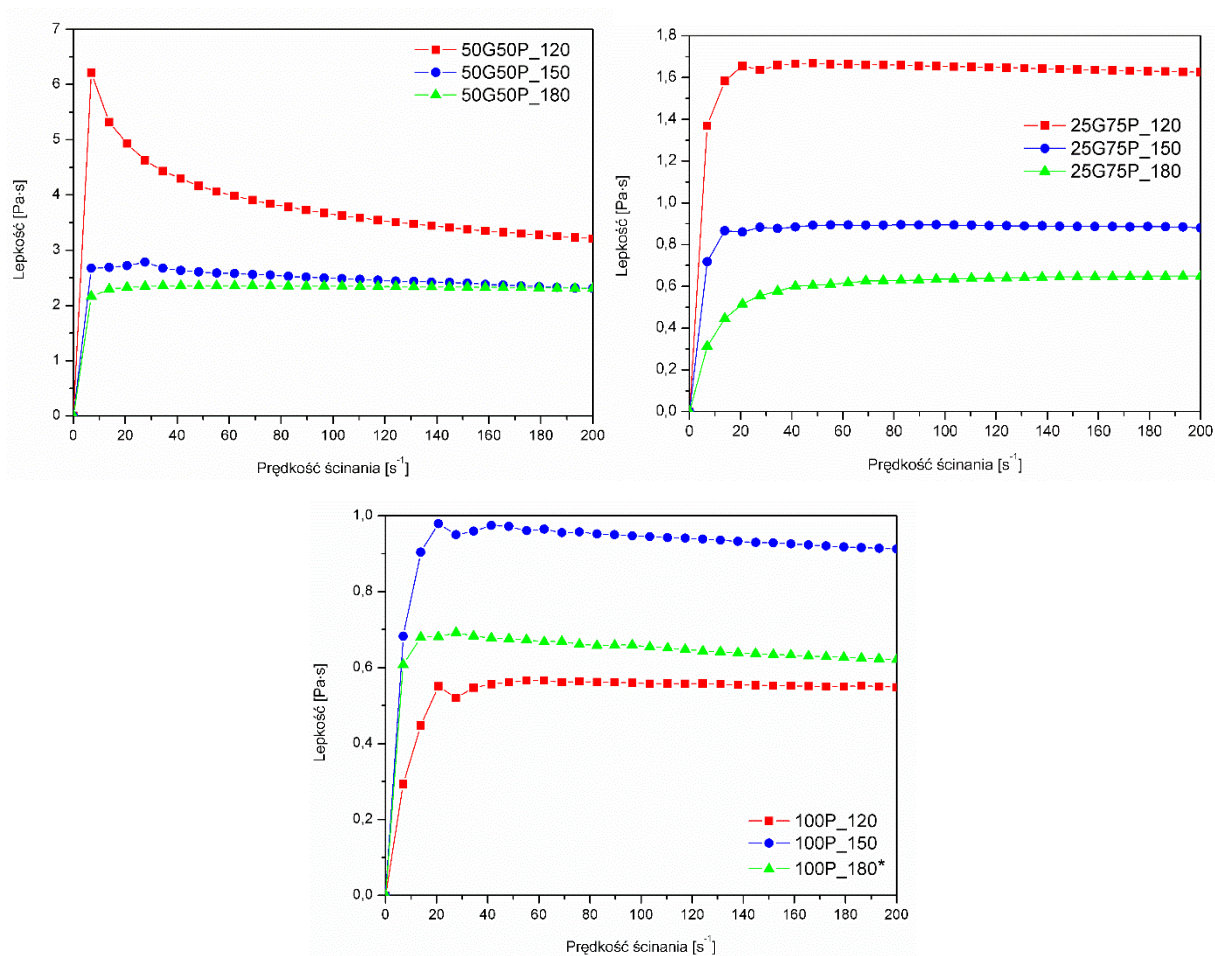 7
6
5
4
3
2
1
0
Lepkość [Pa·s]
50G50P_120
50G50P_150
50G50P_180
0 20 40 60 80 100 120 140 160 180 200
Prędkość ścinania [s⁻¹]
1,8
1,6
1,4
1,2
1,0
0,8
0,6
0,4
0,2
0,0
Lepkość [Pa·s]
25G75P_120
25G75P_150
25G75P_180
0 20 40 60 80 100 120 140 160 180 200
Prędkość ścinania [s⁻¹]
1,0
0,8
0,6
0,4
0,2
0,0
Lepkość [Pa·s]
100P_120
100P_150
100P_180*
0 20 40 60 80 100 120 140 160 180 200
Prędkość ścinania [s⁻¹]